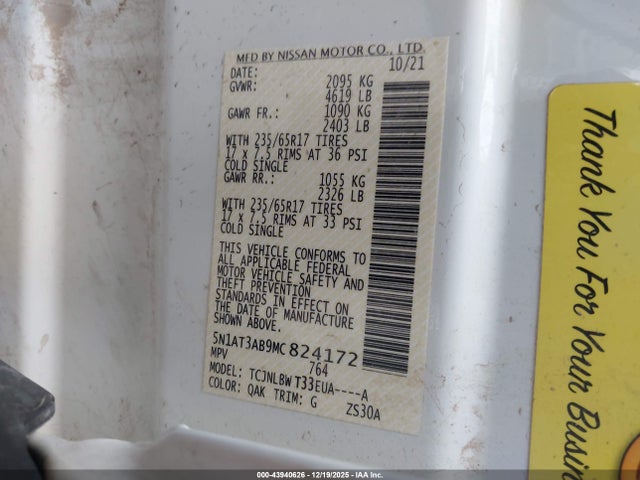 MFD BY NISSAN MOTOR CO., LTD.
DATE: 10/21
GVWR: 2095 KG
4619 LB
GAWR FR.: 1090 KG
2403 LB
WITH 235/65R17 TIRES
17 x 7.5 RIMS AT 36 PSI
COLD SINGLE
GAWR RR.: 1055 KG
2326 LB
WITH 235/65R17 TIRES
17 x 7.5 RIMS AT 33 PSI
COLD SINGLE
THIS VEHICLE CONFORMS TO
ALL APPLICABLE FEDERAL
MOTOR VEHICLE SAFETY AND
THEFT PREVENTION
STANDARDS IN EFFECT ON
THE DATE OF MANUFACTURE
SHOWN ABOVE.
5N1AT3AB9MC824172
MPV 764
MODEL: TCJNLBWT33EUA----A
COLOR: QAK TRIM: G ZS30A
Thank You For Your Busin
000-43940626 - 12/19/2025 - IAA Inc.